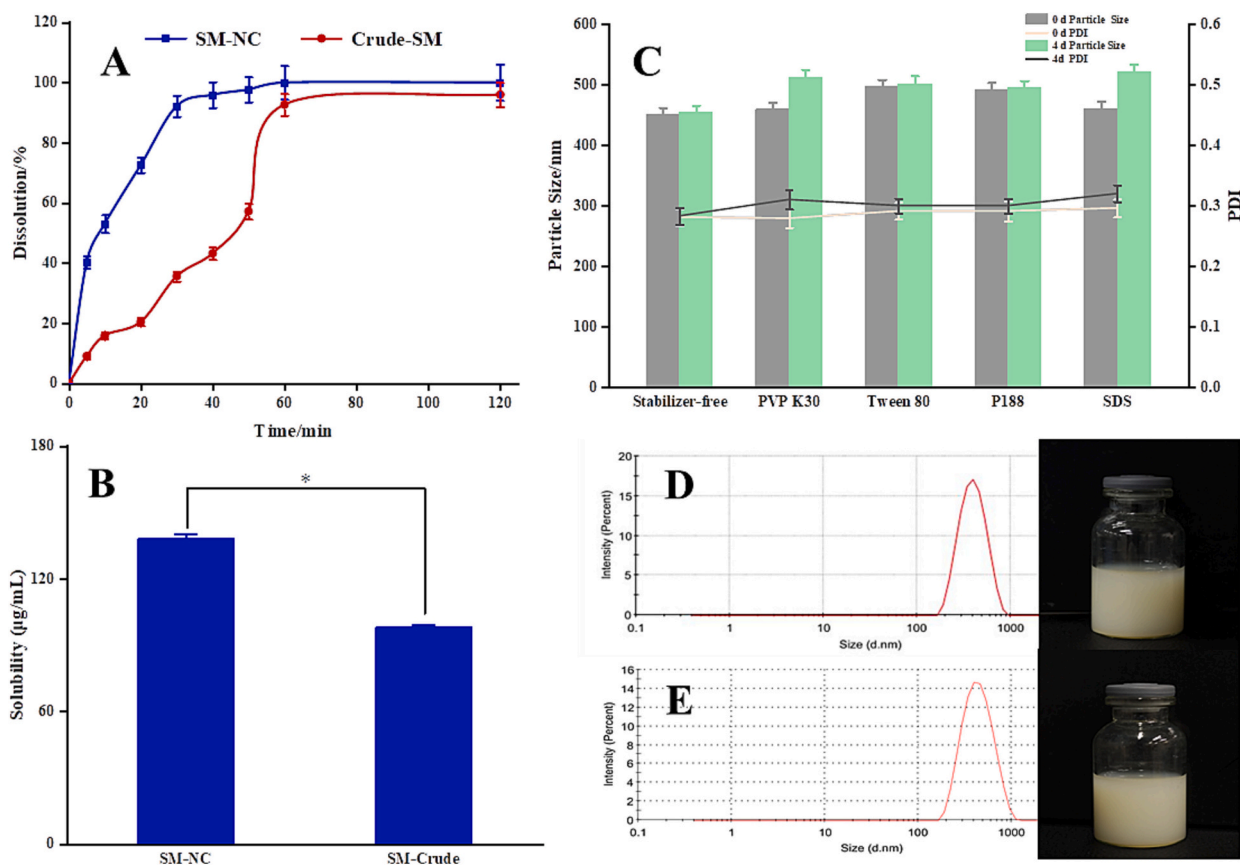 A
SM-NC
Crude-SM
120
100
80
60
40
20
0
Dissolution/%
0
20
40
60
80
100
120
Time/min
C
0 d Particle Size
0 d PDI
4 d Particle Size
4d PDI
600
500
400
300
200
100
000
Particle Size/nm
0.6
0.5
0.4
0.3
0.2
0.1
0.0
PDI
Stabilizer-free
PVP K30
Tween 80
P188
SDS
B
180
120
60
0
Solubility (μg/mL)
*
SM-NC
SM-Crude
D
20
15
10
5
0
Intensity (Percent)
0.1
1
10
100
1000
Size (d.nm)
E
16
14
12
10
8
6
4
2
0
Intensity (Percent)
0.1
1
10
100
1000
Size (d.nm)